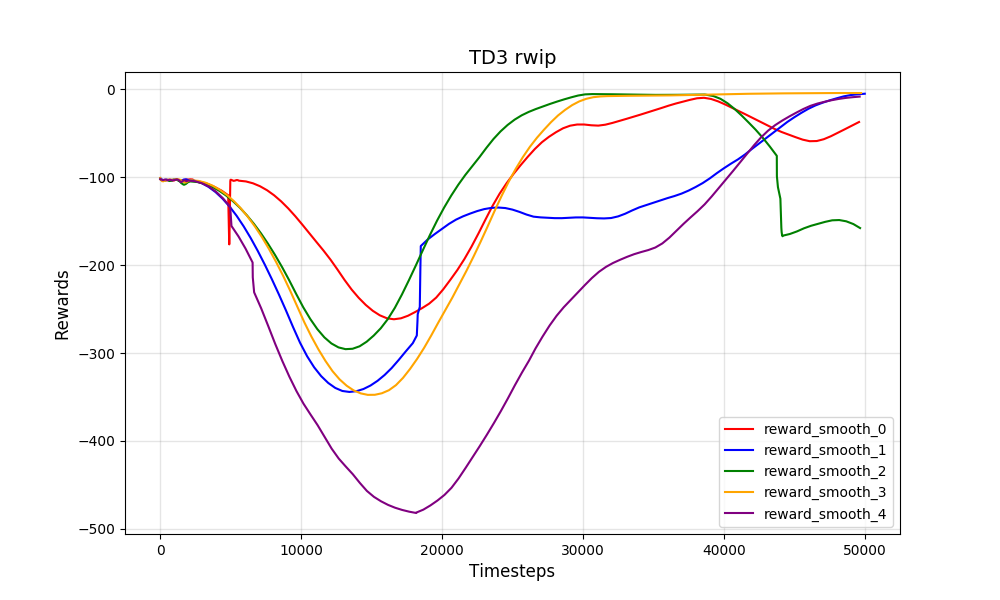 TD3 rwip
0
−100
−200
−300
−400
−500
Rewards
reward_smooth_0
reward_smooth_1
reward_smooth_2
reward_smooth_3
reward_smooth_4
0 10000 20000 30000 40000 50000
Timesteps